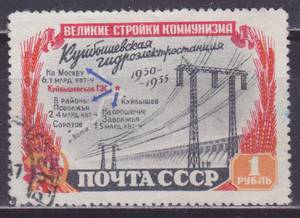 ВЕЛИКИЕ СТРОЙКИ КОММУНИЗМА
Куйбышевская
гидроэлектростанция
1950-
-1955
На Москву
6,1 МЛРД. КВТ-Ч
Куйбышевская ГЭС
В РАЙОНЫ
ПОВОЛЖЬЯ
2,4 МЛРД. КВТ-Ч
Куйбышев
НА ОРОШЕНИЕ
ЗАВОЛЖЬЯ
1,5 МЛРД. КВТ-Ч
Саратов
р. Волга
ПОЧТА СССР
1
РУБЛЬ